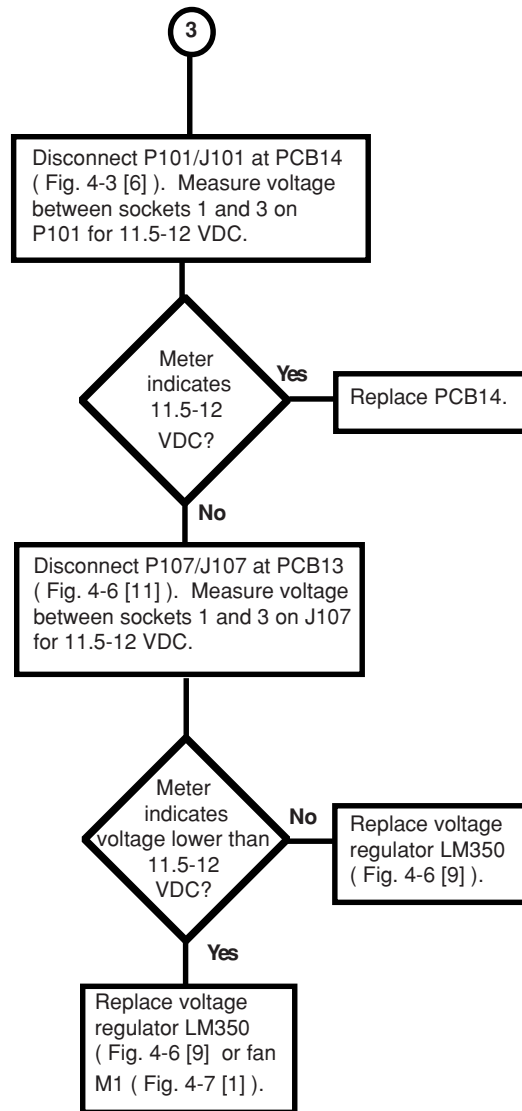 3
Disconnect P101/J101 at PCB14
( Fig. 4-3 [6] ).  Measure voltage
between sockets 1 and 3 on
P101 for 11.5-12 VDC.
Meter
indicates
11.5-12
VDC?
Yes
Replace PCB14.
No
Disconnect P107/J107 at PCB13
( Fig. 4-6 [11] ).  Measure voltage
between sockets 1 and 3 on J107
for 11.5-12 VDC.
Meter
indicates
voltage lower than
11.5-12
VDC?
No
Replace voltage
regulator LM350
( Fig. 4-6 [9] ).
Yes
Replace voltage
regulator LM350
( Fig. 4-6 [9]  or fan
M1 ( Fig. 4-7 [1] ).